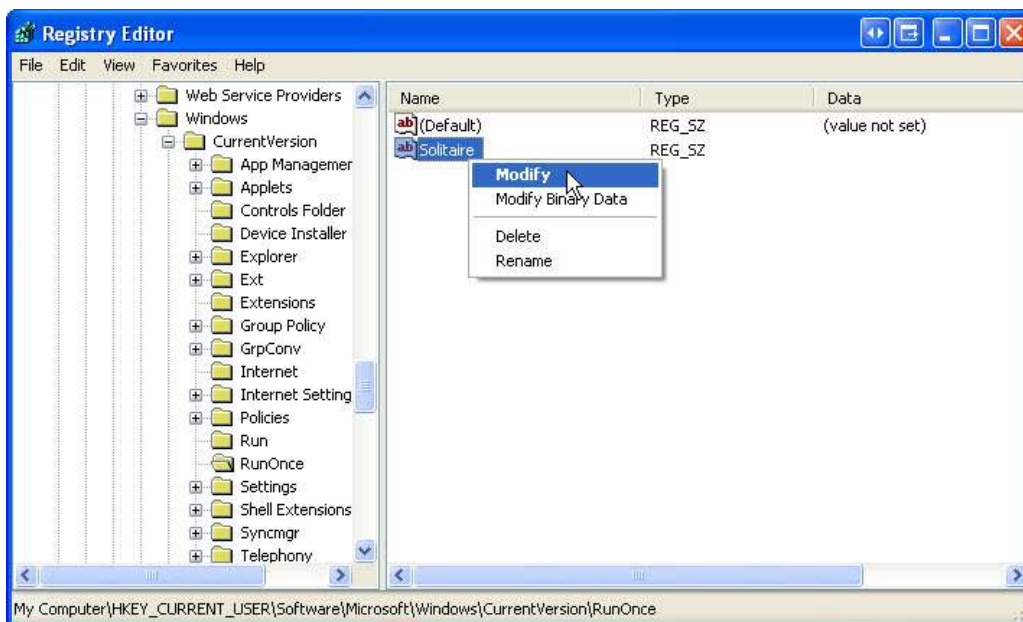 Registry Editor
File Edit View Favorites Help
Web Service Providers
Windows
CurrentVersion
App Managemer
Applets
Controls Folder
Device Installer
Explorer
Ext
Extensions
Group Policy
GrpConv
Internet
Internet Setting
Policies
Run
RunOnce
Settings
Shell Extensions
Syncmgr
Telephony
Name Type Data
ab (Default) REG_SZ (value not set)
ab Solitaire REG_SZ
Modify
Modify Binary Data
Delete
Rename
My Computer\HKEY_CURRENT_USER\Software\Microsoft\Windows\CurrentVersion\RunOnce